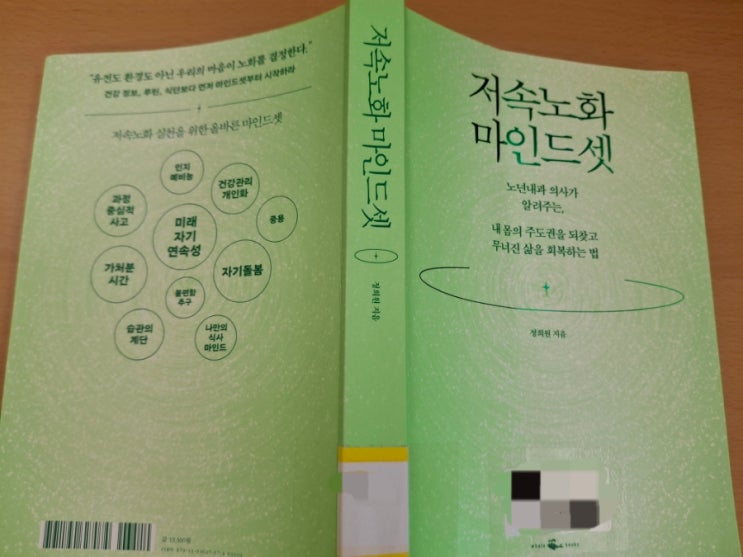 "유전도 환경도 아닌 우리의 마음이 노화를 결정한다."
건강 정보, 루틴, 식단보다 먼저 마인드셋부터 시작하라
저속노화 실천을 위한 올바른 마인드셋
인지
예비능
건강관리
개인화
과정
중심적
사고
미래
자기
연속성
중용
가처분
시간
자기돌봄
불편함
추구
습관의
계단
나만의
식사
마인드
저속노화 마인드셋
정희원 지음
저속노화
마인드셋
노년내과 의사가
알려주는,
내 몸의 주도권을 되찾고
무너진 삶을 회복하는 법
정희원 지음
whale books